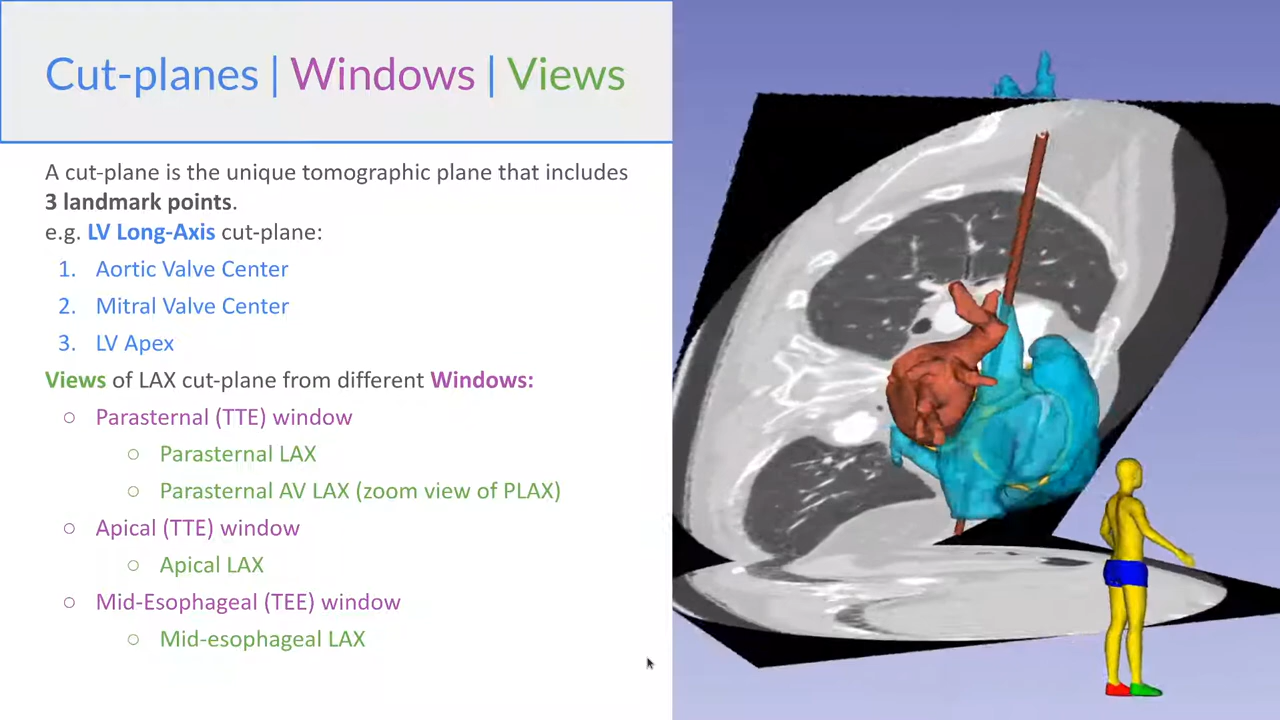 Cut-planes | Windows | Views
A cut-plane is the unique tomographic plane that includes
3 landmark points.
e.g. LV Long-Axis cut-plane:
1. Aortic Valve Center
2. Mitral Valve Center
3. LV Apex
Views of LAX cut-plane from different Windows:
○ Parasternal (TTE) window
○ Parasternal LAX
○ Parasternal AV LAX (zoom view of PLAX)
○ Apical (TTE) window
○ Apical LAX
○ Mid-Esophageal (TEE) window
○ Mid-esophageal LAX